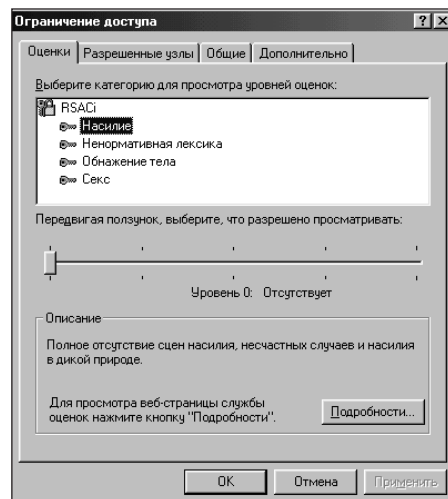 Ограничение доступа
Оценки Разрешенные узлы Общие Дополнительно
Выберите категорию для просмотра уровней оценок:
RSACi
Насилие
Ненормативная лексика
Обнажение тела
Секс
Передвигая ползунок, выберите, что разрешено просматривать:
Уровень 0: Отсутствует
Описание
Полное отсутствие сцен насилия, несчастных случаев и насилия
в дикой природе.
Для просмотра веб-страницы службы
оценок нажмите кнопку "Подробности".
Подробности...
OK Отмена Применить